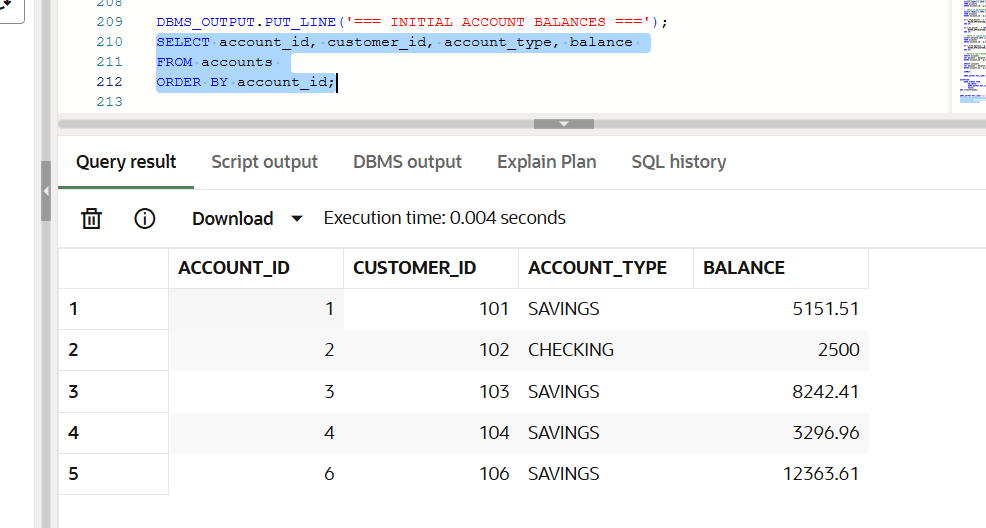 208
209 DBMS_OUTPUT.PUT_LINE('=== INITIAL ACCOUNT BALANCES ===');
210 SELECT account_id, customer_id, account_type, balance
211 FROM accounts
212 ORDER BY account_id;
213
Query result Script output DBMS output Explain Plan SQL history
Download Execution time: 0.004 seconds
ACCOUNT_ID CUSTOMER_ID ACCOUNT_TYPE BALANCE
1 1 101 SAVINGS 5151.51
2 2 102 CHECKING 2500
3 3 103 SAVINGS 8242.41
4 4 104 SAVINGS 3296.96
5 6 106 SAVINGS 12363.61